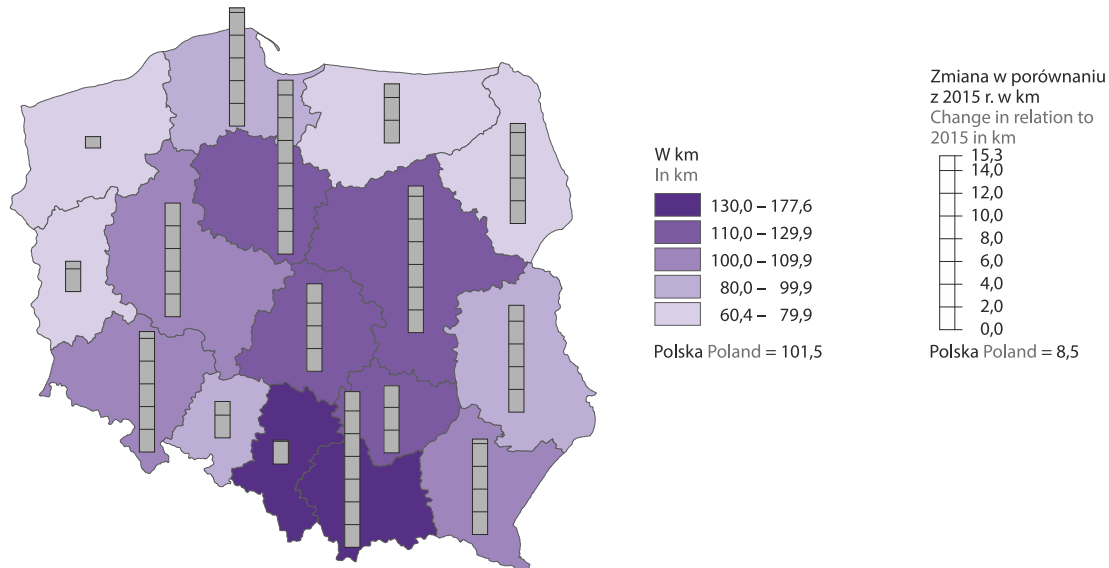 W km
In km
130,0 – 177,6
110,0 – 129,9
100,0 – 109,9
80,0 – 99,9
60,4 – 79,9
Polska Poland = 101,5
Zmiana w porównaniu
z 2015 r. w km
Change in relation to
2015 in km
15,3
14,0
12,0
10,0
8,0
6,0
4,0
2,0
0,0
Polska Poland = 8,5